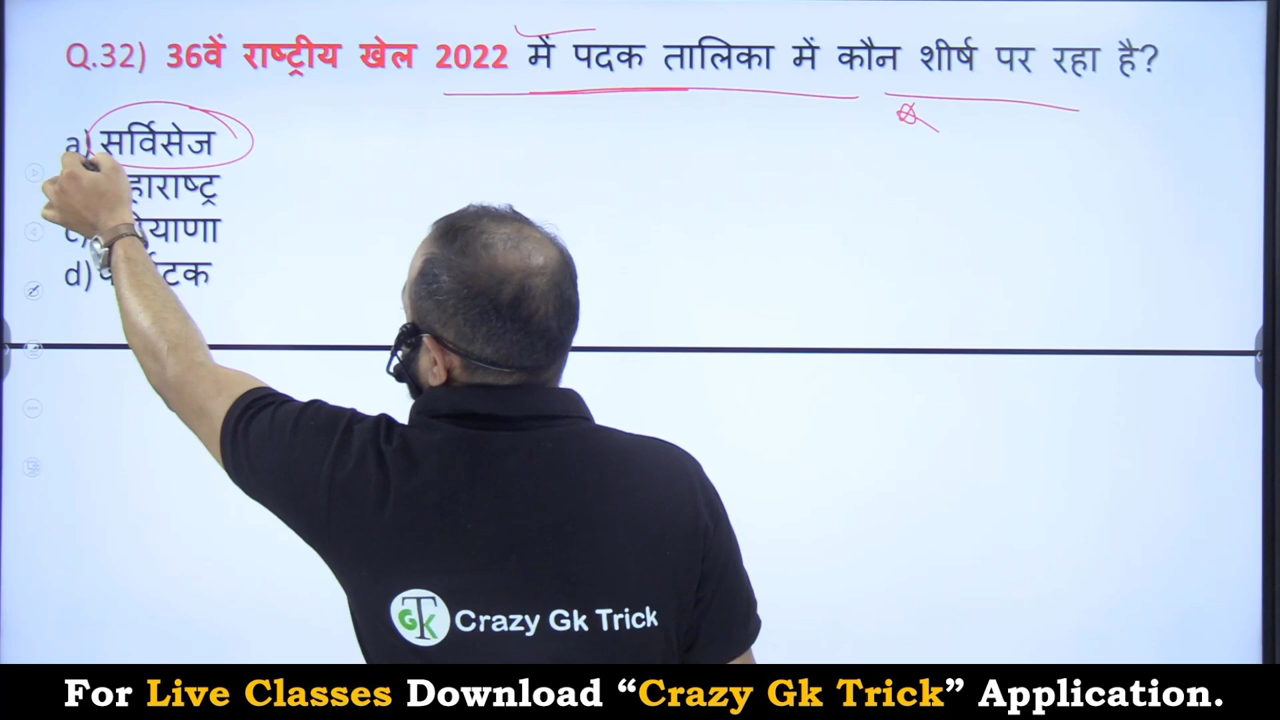 Q.32) 36वें राष्ट्रीय खेल 2022 में पदक तालिका में कौन शीर्ष पर रहा है?
a) सर्विसेज
हाराष्ट्र
c) याणा
d) टक
GTK Crazy Gk Trick
For Live Classes Download “Crazy Gk Trick” Application.